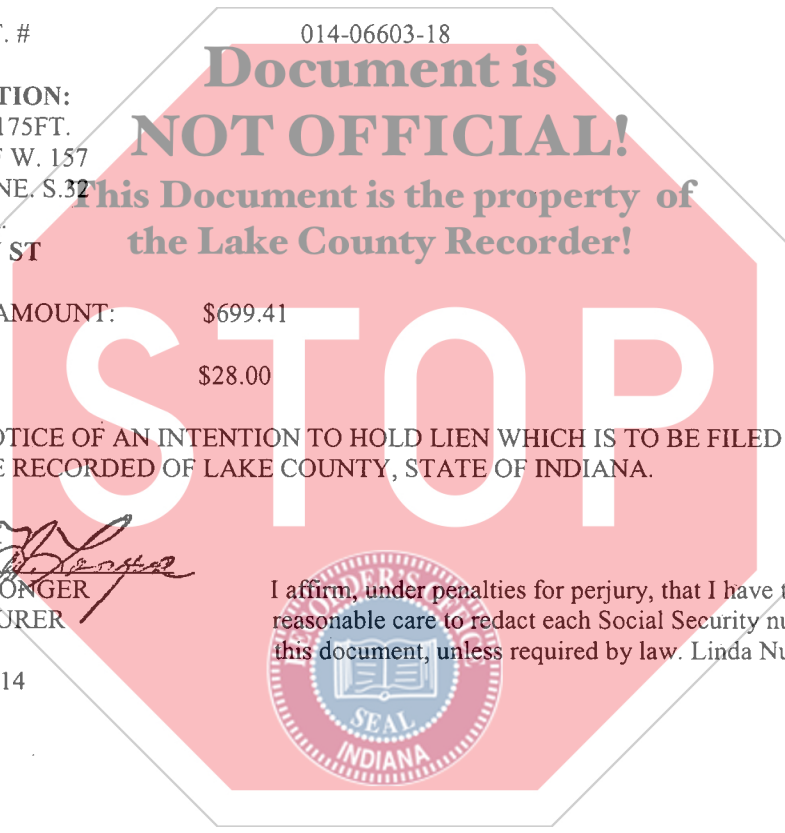 T. # 014-06603-18
Document is
TION:
175FT.
NOT OFFICIAL!
F W. 157
NE. S.32
This Document is the property of
ST
the Lake County Recorder!
AMOUNT: $699.41
$28.00
STOP
OTICE OF AN INTENTION TO HOLD LIEN WHICH IS TO BE FILED
E RECORDED OF LAKE COUNTY, STATE OF INDIANA.
ONGER
URER
I affirm, under penalties for perjury, that I have t
reasonable care to redact each Social Security nu
this document, unless required by law. Linda Nu
14
RECORDER'S OFFICE
SEAL
INDIANA